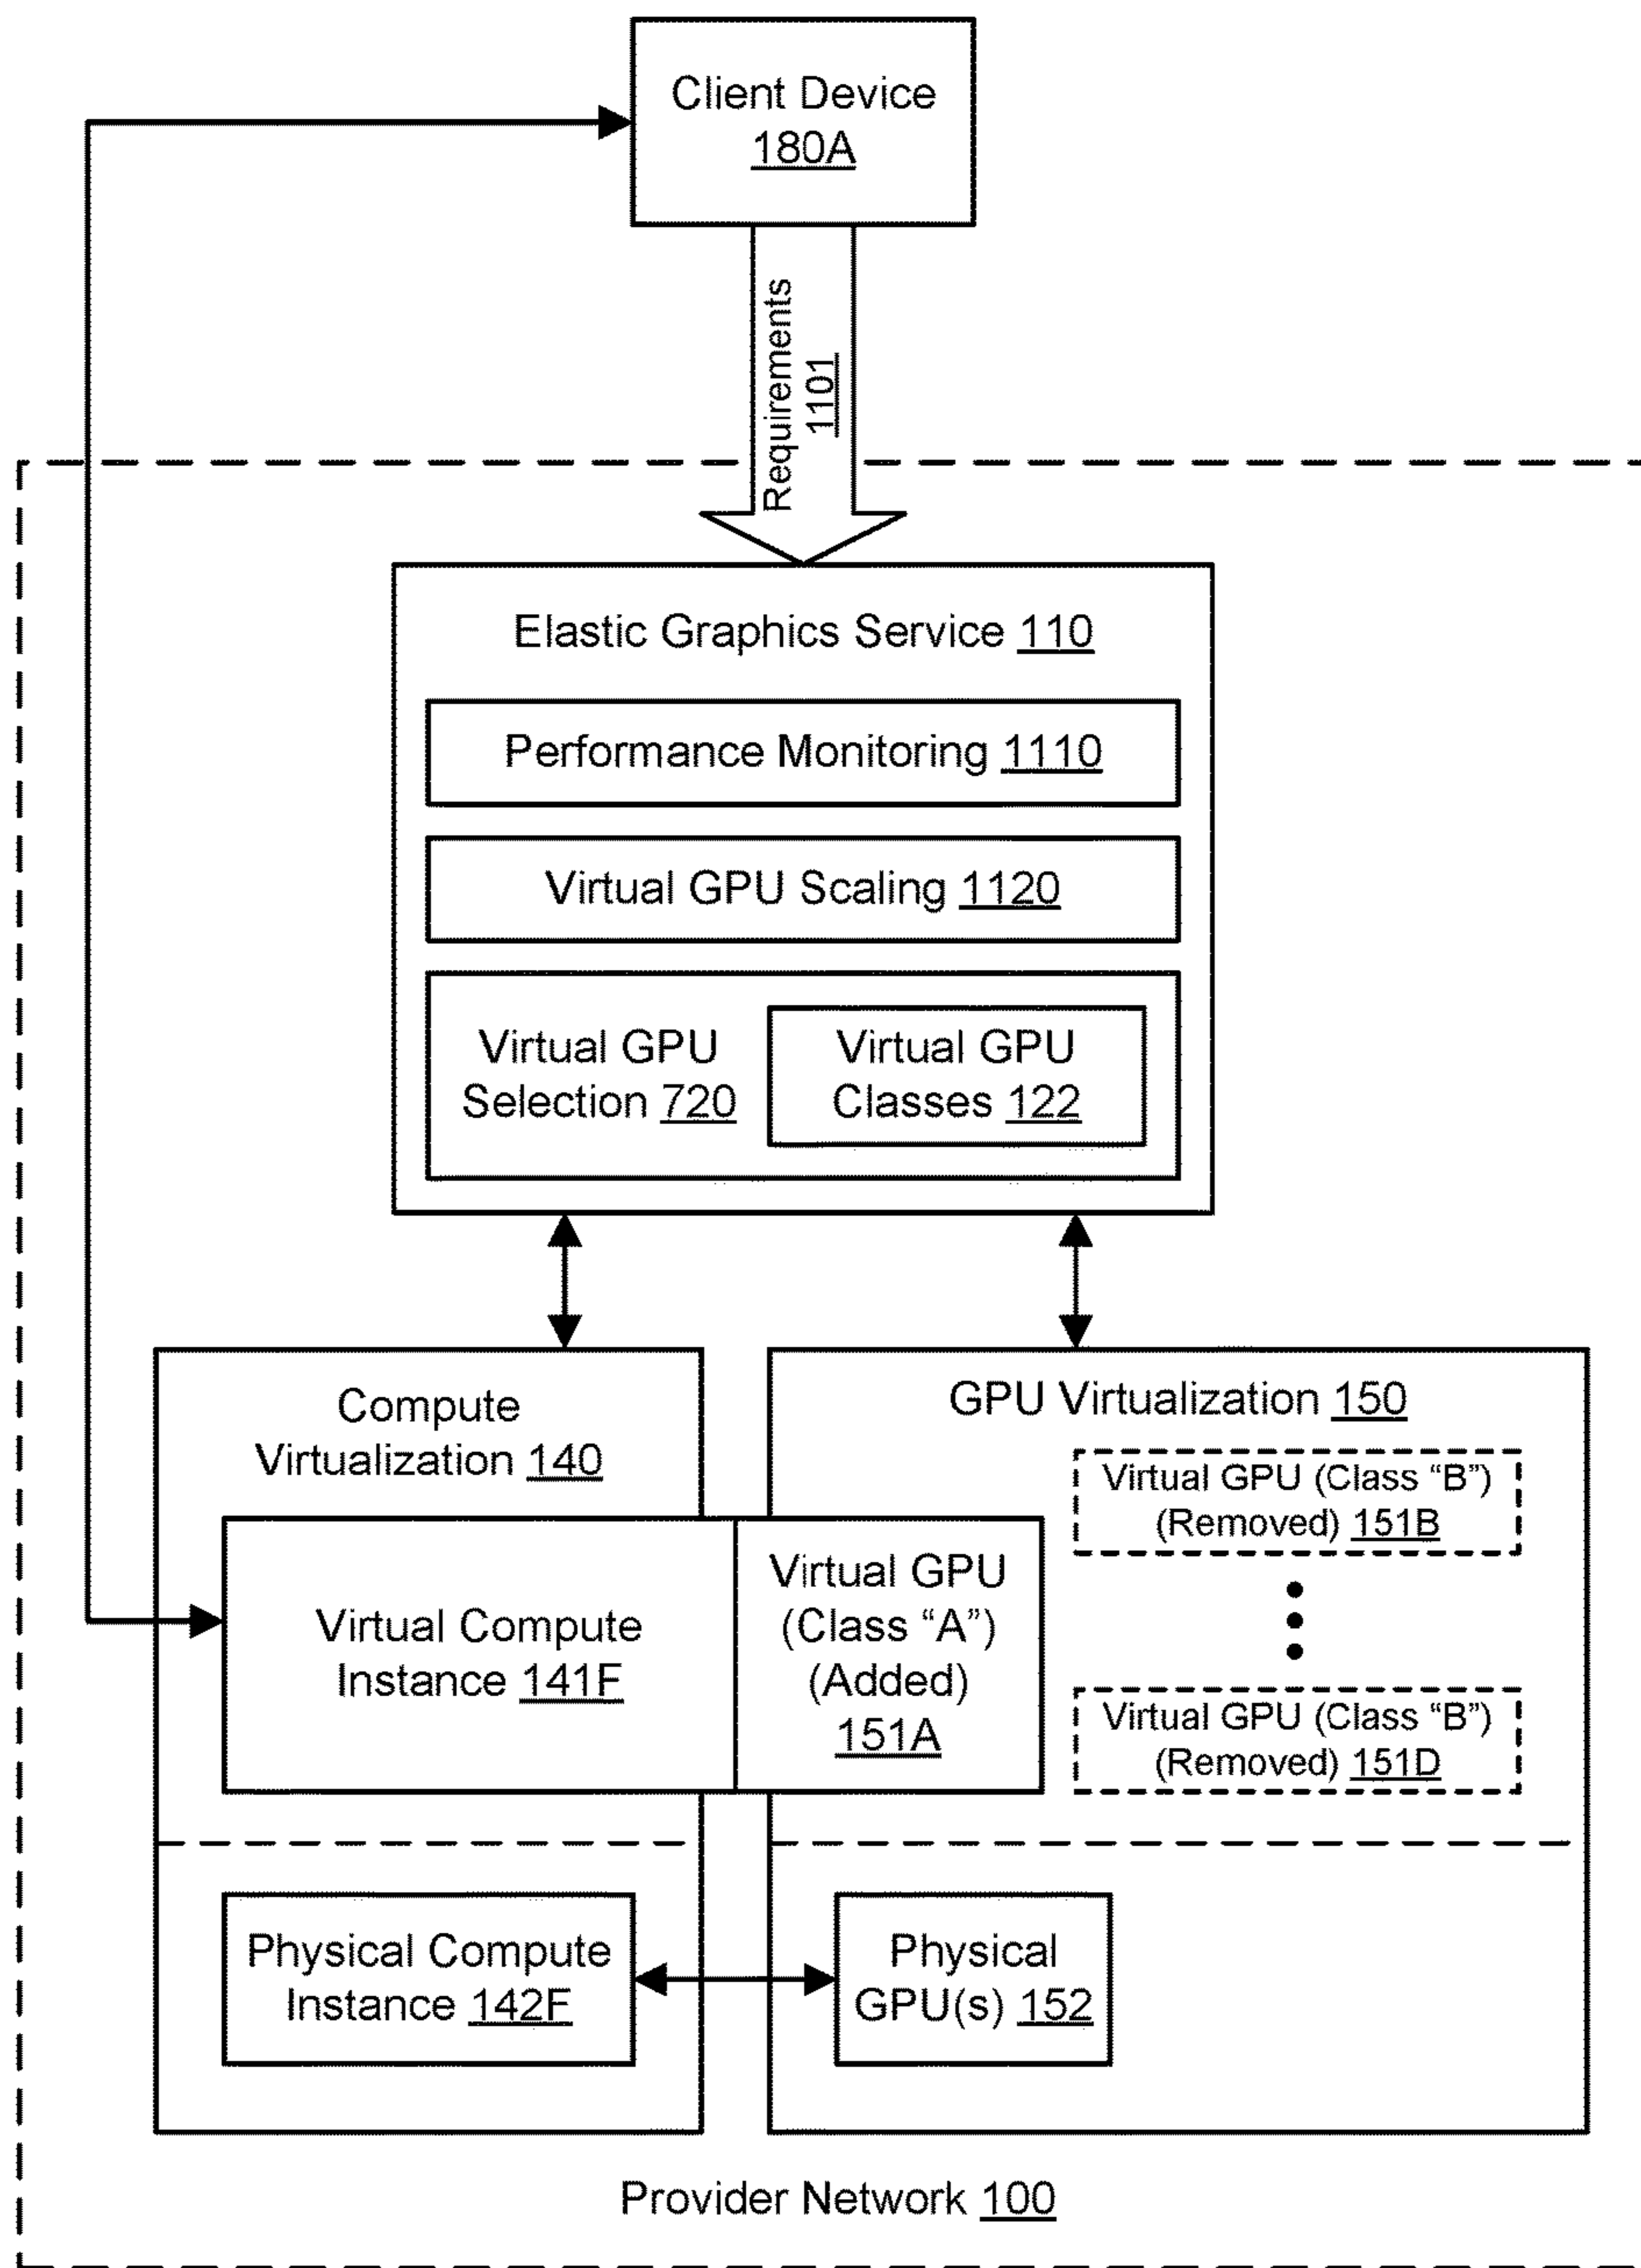 Client Device
180A
Requirements
1101
Elastic Graphics Service 110
Performance Monitoring 1110
Virtual GPU Scaling 1120
Virtual GPU
Selection 720
Virtual GPU
Classes 122
Compute
Virtualization 140
GPU Virtualization 150
Virtual GPU (Class “B”)
(Removed) 151B
Virtual Compute
Instance 141F
Virtual GPU
(Class “A”)
(Added)
151A
Virtual GPU (Class “B”)
(Removed) 151D
Physical Compute
Instance 142F
Physical
GPU(s) 152
Provider Network 100